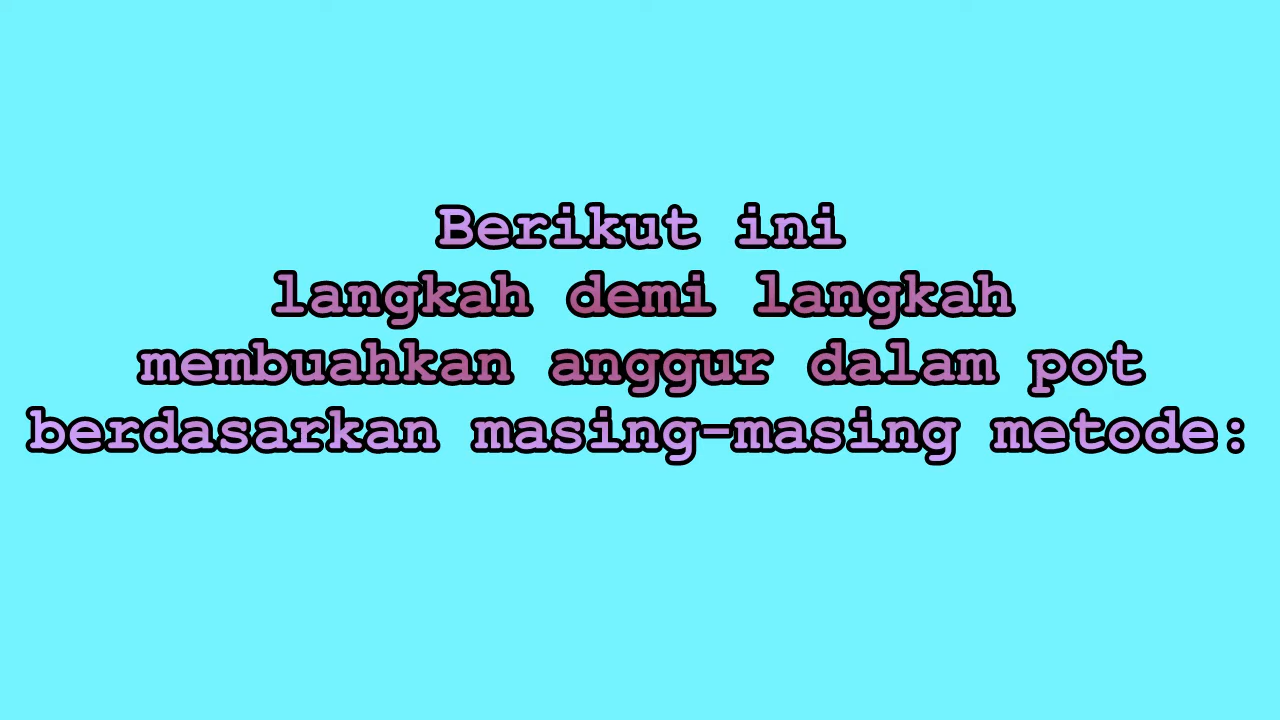 Berikut ini
langkah demi langkah
membuahkan anggur dalam pot
berdasarkan masing-masing metode: